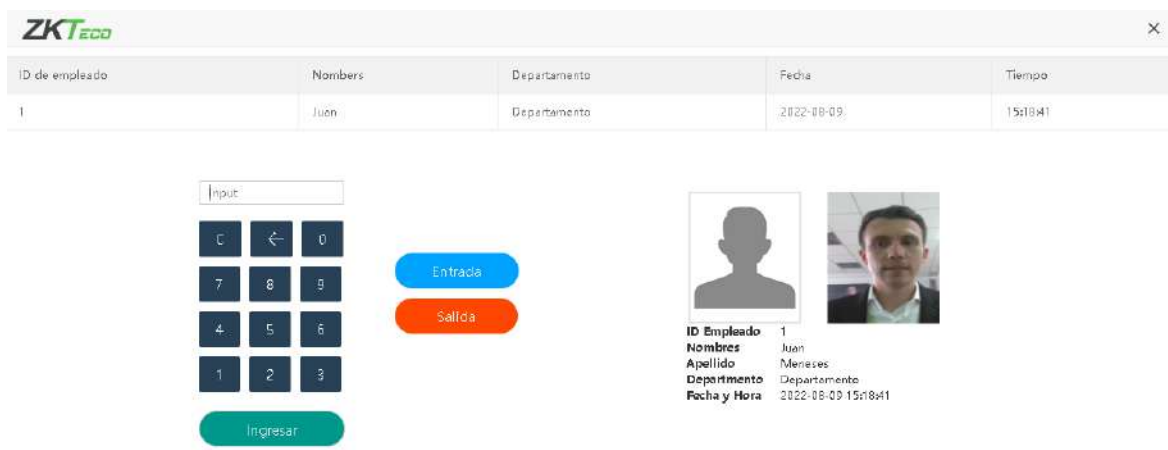 ZKTeco
ID de empleado Nombers Departamento Fecha Tiempo
1 Juan Departamento 2022-08-09 15:18:41
Input
C ← 0
7 8 9
4 5 6
1 2 3
Ingresar
Entrada
Salida
ID Empleado 1
Nombres Juan
Apellido Meneses
Departmento Departamento
Fecha y Hora 2022-08-09 15:18:41